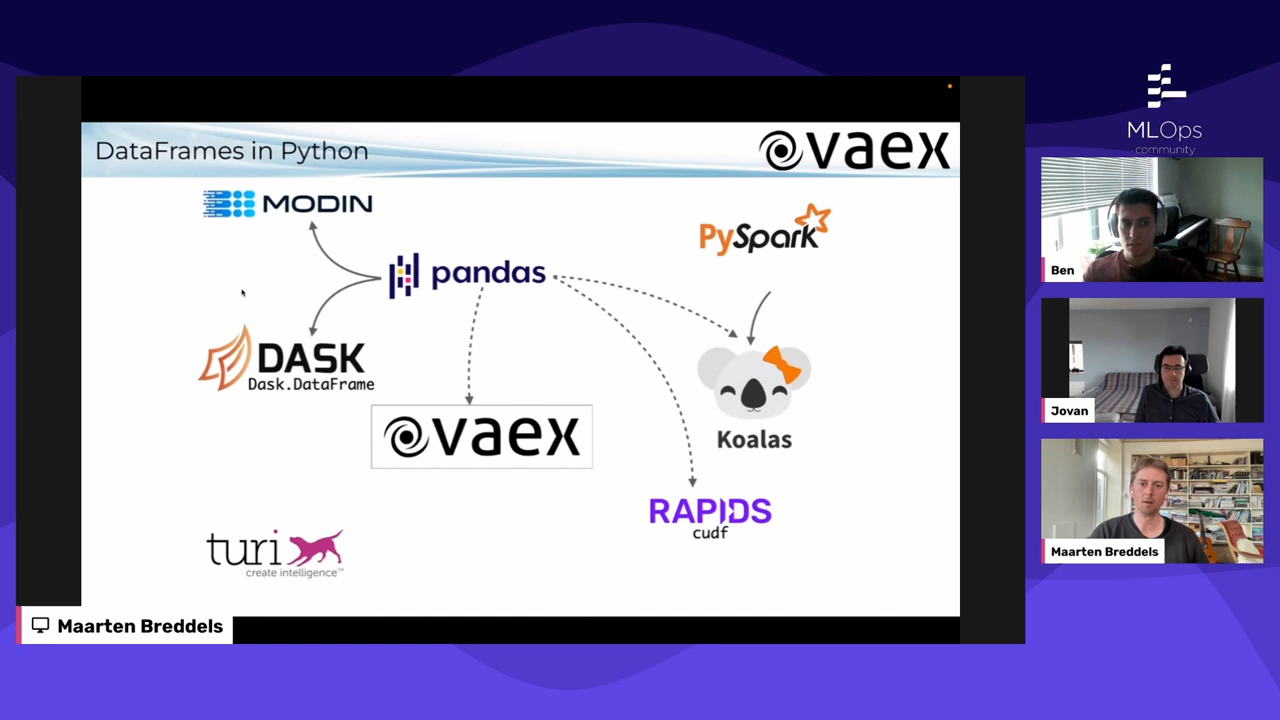 DataFrames in Python
vaex
MODIN
PySpark
pandas
DASK
Dask.DataFrame
vaex
Koalas
RAPIDS
cudf
turi
create intelligence™
Maarten Breddels
MLOps
community
Ben
Jovan
Maarten Breddels